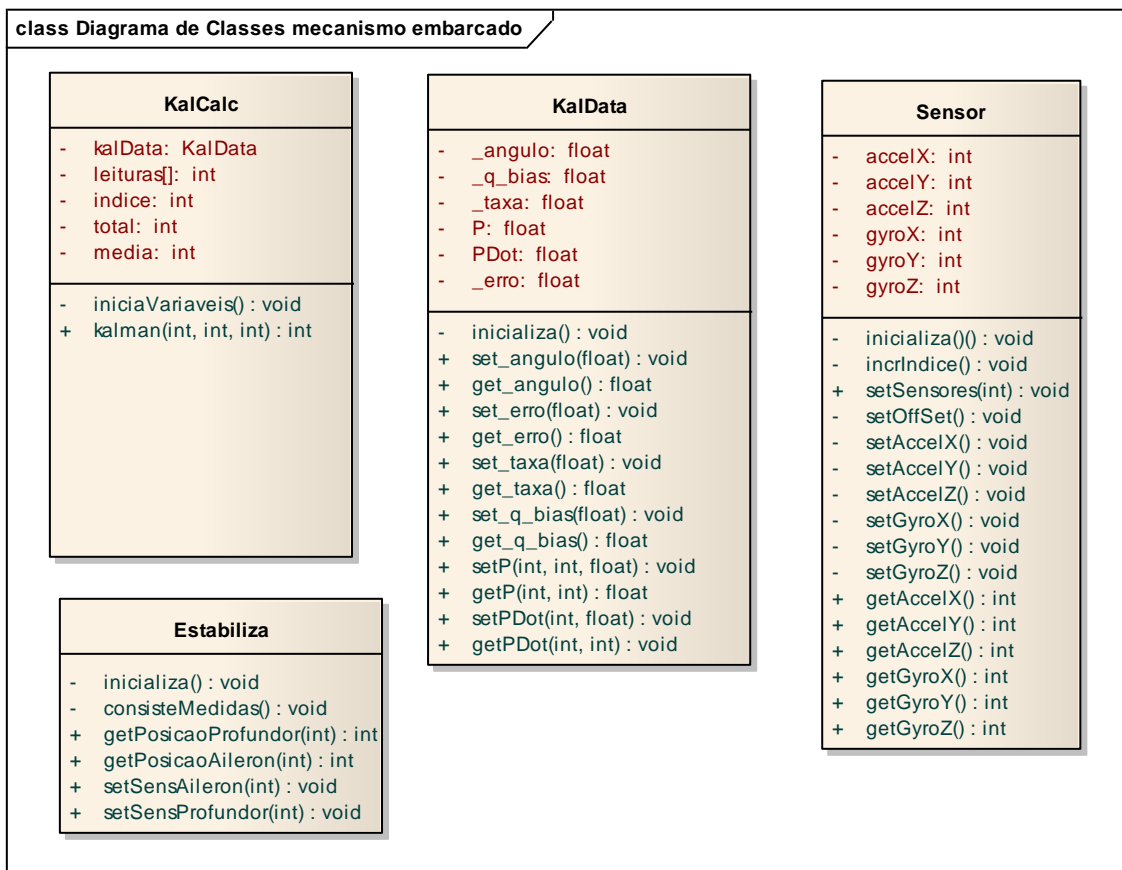 class Diagrama de Classes mecanismo embarcado
KalCalc
- kalData: KalData
- leituras[]: int
- indice: int
- total: int
- media: int
- iniciaVariaveis() : void
+ kalman(int, int, int) : int
KalData
- _angulo: float
- _q_bias: float
- _taxa: float
- P: float
- PDot: float
- _erro: float
- inicializa() : void
+ set_angulo(float) : void
+ get_angulo() : float
+ set_erro(float) : void
+ get_erro() : float
+ set_taxa(float) : void
+ get_taxa() : float
+ set_q_bias(float) : void
+ get_q_bias() : float
+ setP(int, int, float) : void
+ getP(int, int) : float
+ setPDot(int, float) : void
+ getPDot(int, int) : void
Sensor
- accelX: int
- accelY: int
- accelZ: int
- gyroX: int
- gyroY: int
- gyroZ: int
- inicializa()() : void
- incrIndice() : void
+ setSensores(int) : void
- setOffSet() : void
- setAccelX() : void
- setAccelY() : void
- setAccelZ() : void
- setGyroX() : void
- setGyroY() : void
- setGyroZ() : void
+ getAccelX() : int
+ getAccelY() : int
+ getAccelZ() : int
+ getGyroX() : int
+ getGyroY() : int
+ getGyroZ() : int
Estabiliza
- inicializa() : void
- consisteMedidas() : void
+ getPosicaoProfundor(int) : int
+ getPosicaoAileron(int) : int
+ setSensAileron(int) : void
+ setSensProfundor(int) : void